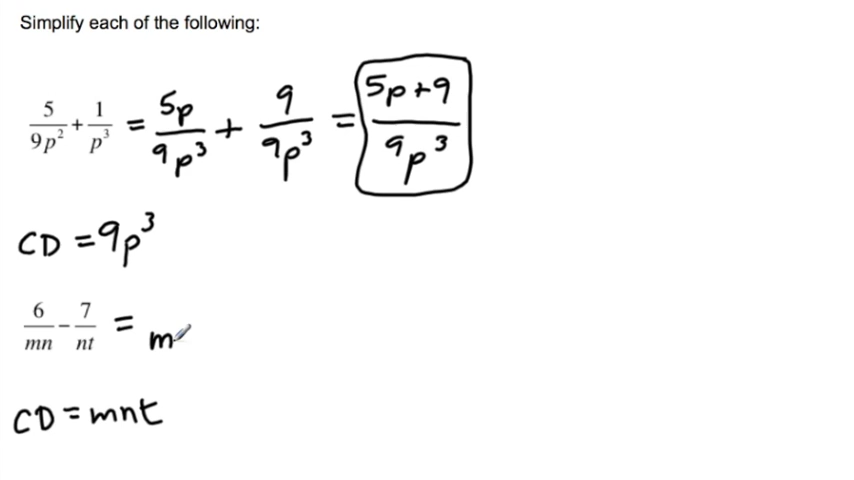 Simplify each of the following:
5/(9p²) + 1/p³ = 5p/(9p³) + 9/(9p³) = (5p+9)/(9p³)
CD = 9p³
6/(mn) − 7/(nt) = m
CD = mnt